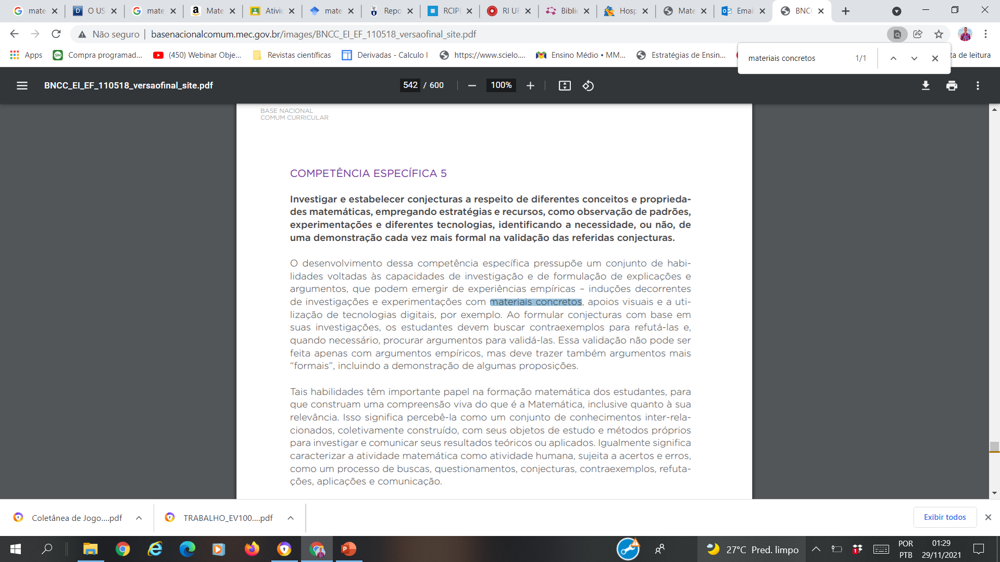 mate
O US
mate
Mate
Ativi
mate
Repo
RCIPI
RI UF
Biblio
Hosp
Mate
Emai
BNCC
Não seguro
basenacionalcomum.mec.gov.br/images/BNCC_EI_EF_110518_versaofinal_site.pdf
Apps
Compra programad...
(450) Webinar Obje...
Revistas científicas
Derivadas - Calculo I
https://www.scielo....
Ensino Médio • MM...
Estratégias de Ensin...
ta de leitura
materiais concretos 1/1
BNCC_EI_EF_110518_versaofinal_site.pdf
542 / 600
100%
BASE NACIONAL
COMUM CURRICULAR
COMPETÊNCIA ESPECÍFICA 5
Investigar e estabelecer conjecturas a respeito de diferentes conceitos e proprieda-
des matemáticas, empregando estratégias e recursos, como observação de padrões,
experimentações e diferentes tecnologias, identificando a necessidade, ou não, de
uma demonstração cada vez mais formal na validação das referidas conjecturas.
O desenvolvimento dessa competência específica pressupõe um conjunto de habi-
lidades voltadas às capacidades de investigação e de formulação de explicações e
argumentos, que podem emergir de experiências empíricas – induções decorrentes
de investigações e experimentações com materiais concretos, apoios visuais e a uti-
lização de tecnologias digitais, por exemplo. Ao formular conjecturas com base em
suas investigações, os estudantes devem buscar contraexemplos para refutá-las e,
quando necessário, procurar argumentos para validá-las. Essa validação não pode ser
feita apenas com argumentos empíricos, mas deve trazer também argumentos mais
“formais”, incluindo a demonstração de algumas proposições.
Tais habilidades têm importante papel na formação matemática dos estudantes, para
que construam uma compreensão viva do que é a Matemática, inclusive quanto à sua
relevância. Isso significa percebê-la como um conjunto de conhecimentos inter-rela-
cionados, coletivamente construído, com seus objetos de estudo e métodos próprios
para investigar e comunicar seus resultados teóricos ou aplicados. Igualmente significa
caracterizar a atividade matemática como atividade humana, sujeita a acertos e erros,
como um processo de buscas, questionamentos, conjecturas, contraexemplos, refuta-
ções, aplicações e comunicação.
Coletânea de Jogo....pdf
TRABALHO_EV100....pdf
Exibir todos
27°C Pred. limpo
POR
PTB
01:29
29/11/2021